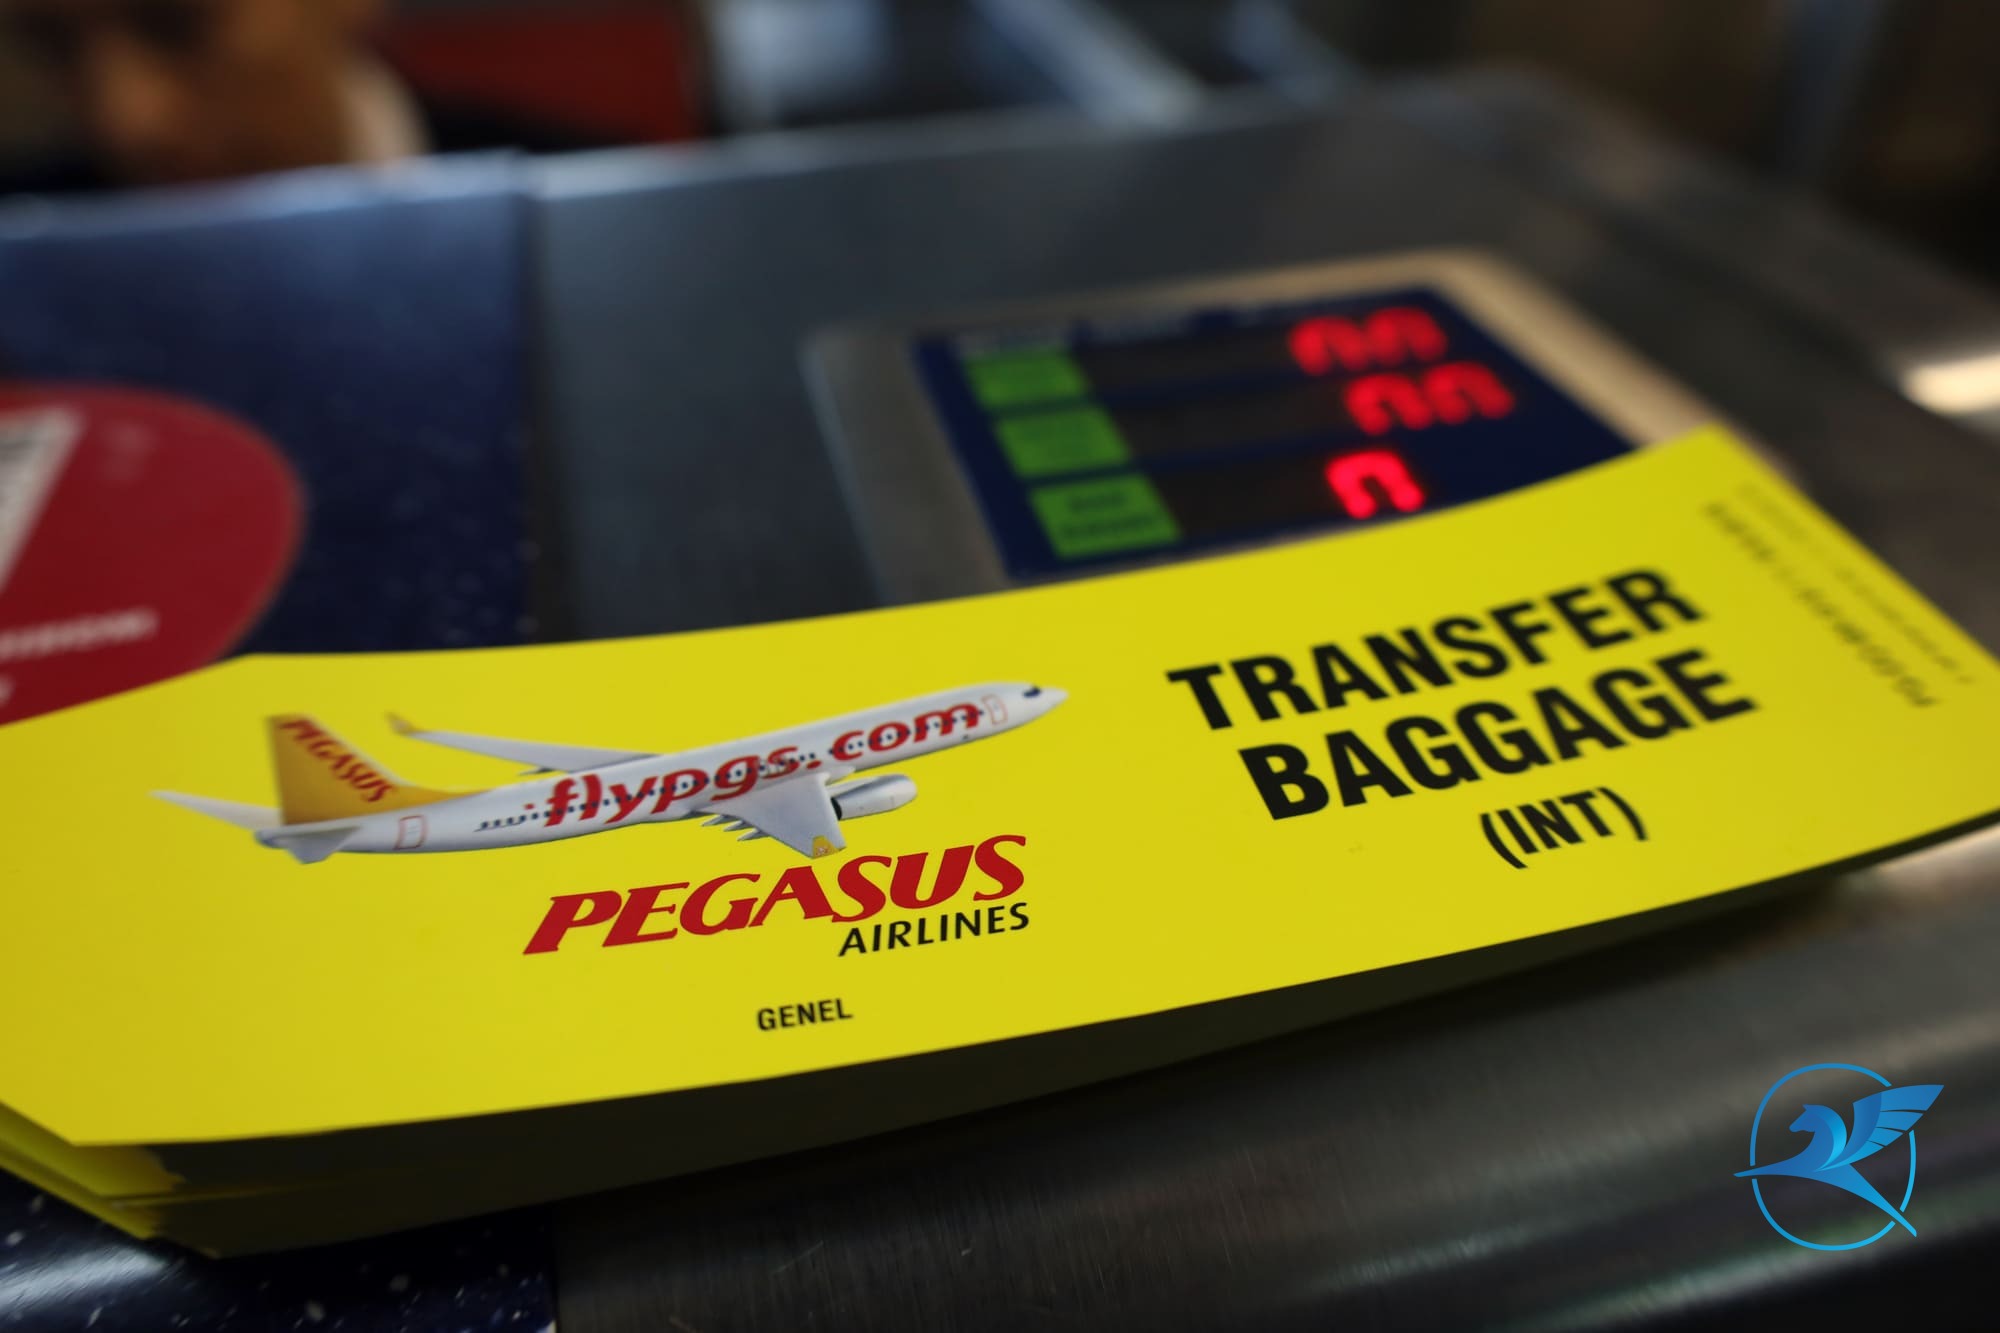 PEGASUS
flypgs.com
PEGASUS
AIRLINES
GENEL
TRANSFER
BAGGAGE
(INT)